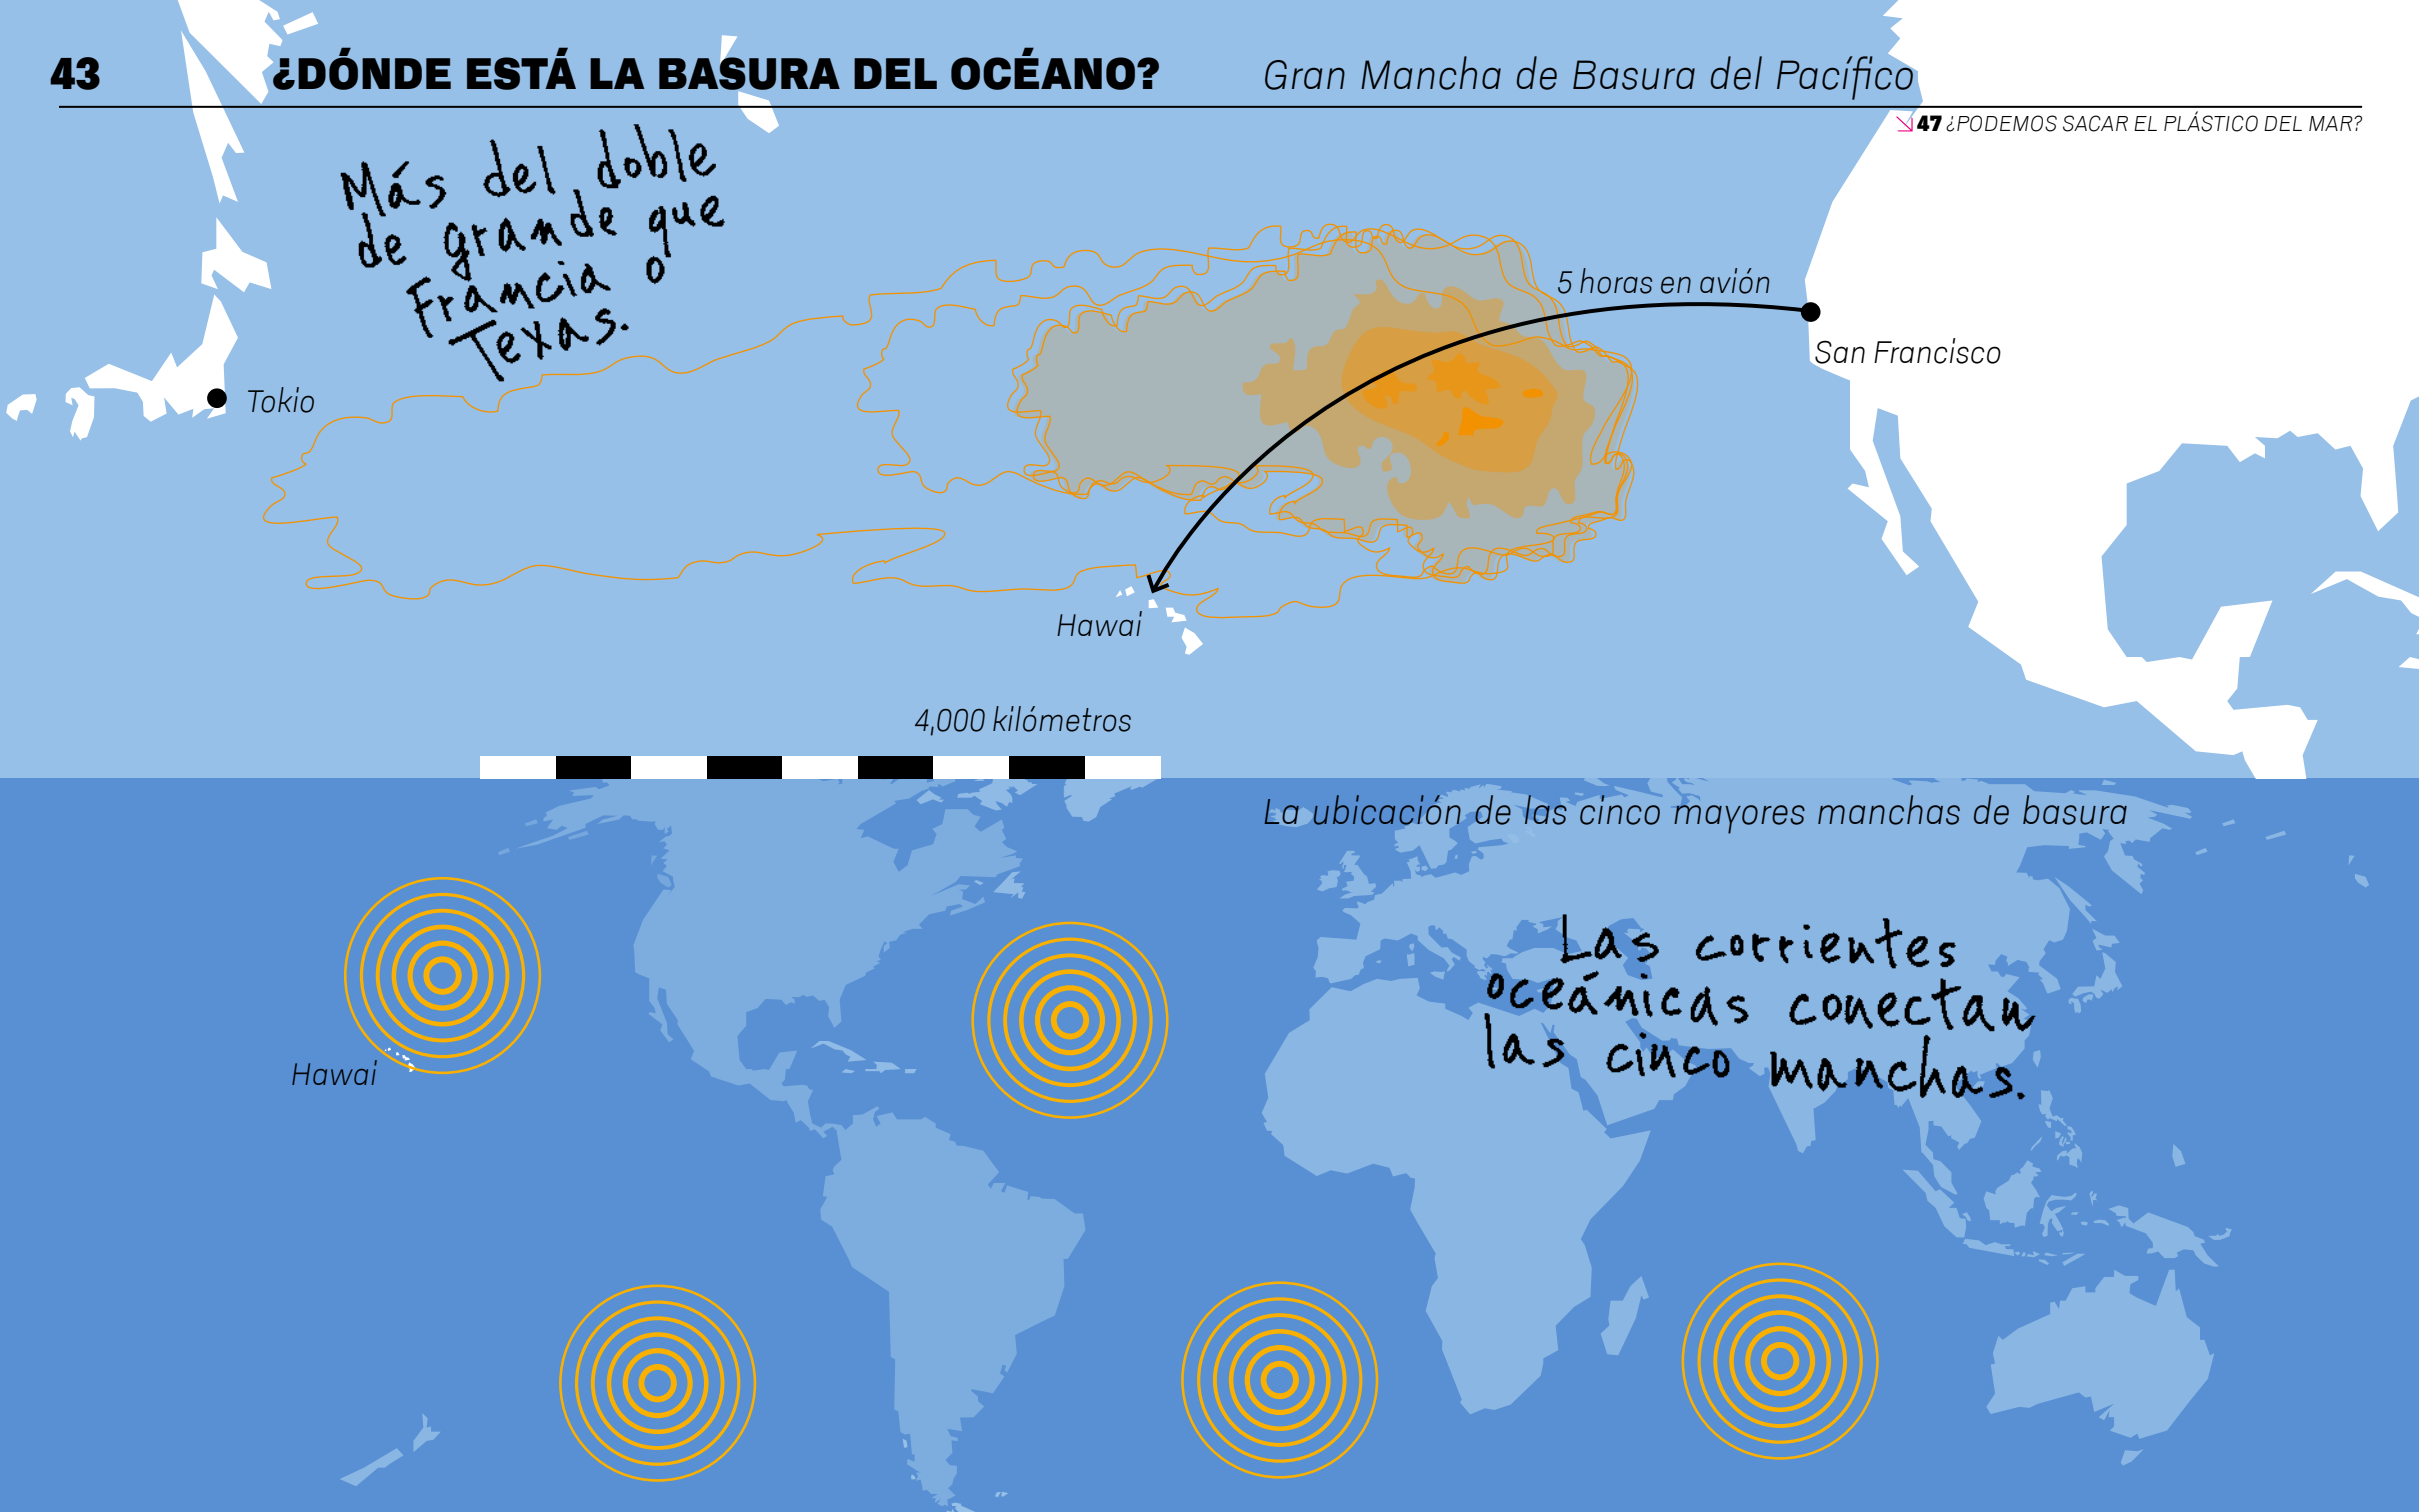 43
¿DÓNDE ESTÁ LA BASURA DEL OCÉANO?
Gran Mancha de Basura del Pacífico
47 ¿PODEMOS SACAR EL PLÁSTICO DEL MAR?
Más del doble
de grande que
Francia o
Texas.
5 horas en avión
San Francisco
Tokio
Hawai
4,000 kilómetros
La ubicación de las cinco mayores manchas de basura
Las corrientes
oceánicas conectan
las cinco manchas.
Hawai